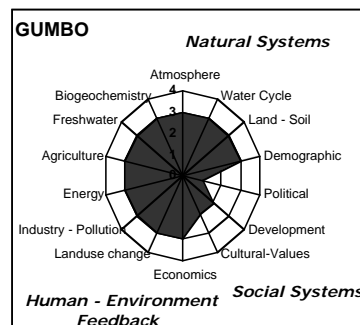 GUMBO
Natural Systems
Atmosphere
Biogeochemistry
Water Cycle
Freshwater
Land - Soil
Agriculture
Demographic
Energy
Political
Industry - Pollution
Development
Landuse change
Cultural-Values
Economics
4
3
2
1
0
Human - Environment
Feedback
Social Systems